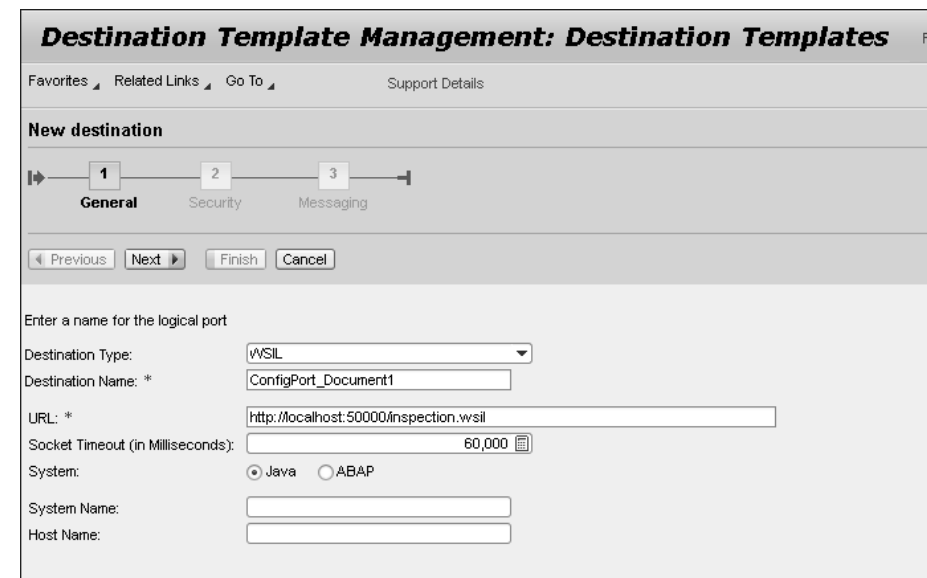 Destination Template Management: Destination Templates
Favorites Related Links Go To Support Details
New destination
1 2 3
General Security Messaging
Previous Next Finish Cancel
Enter a name for the logical port
Destination Type: WSIL
Destination Name: * ConfigPort_Document1
URL: * http://localhost:50000/inspection.wsil
Socket Timeout (in Milliseconds): 60,000
System: Java ABAP
System Name:
Host Name: